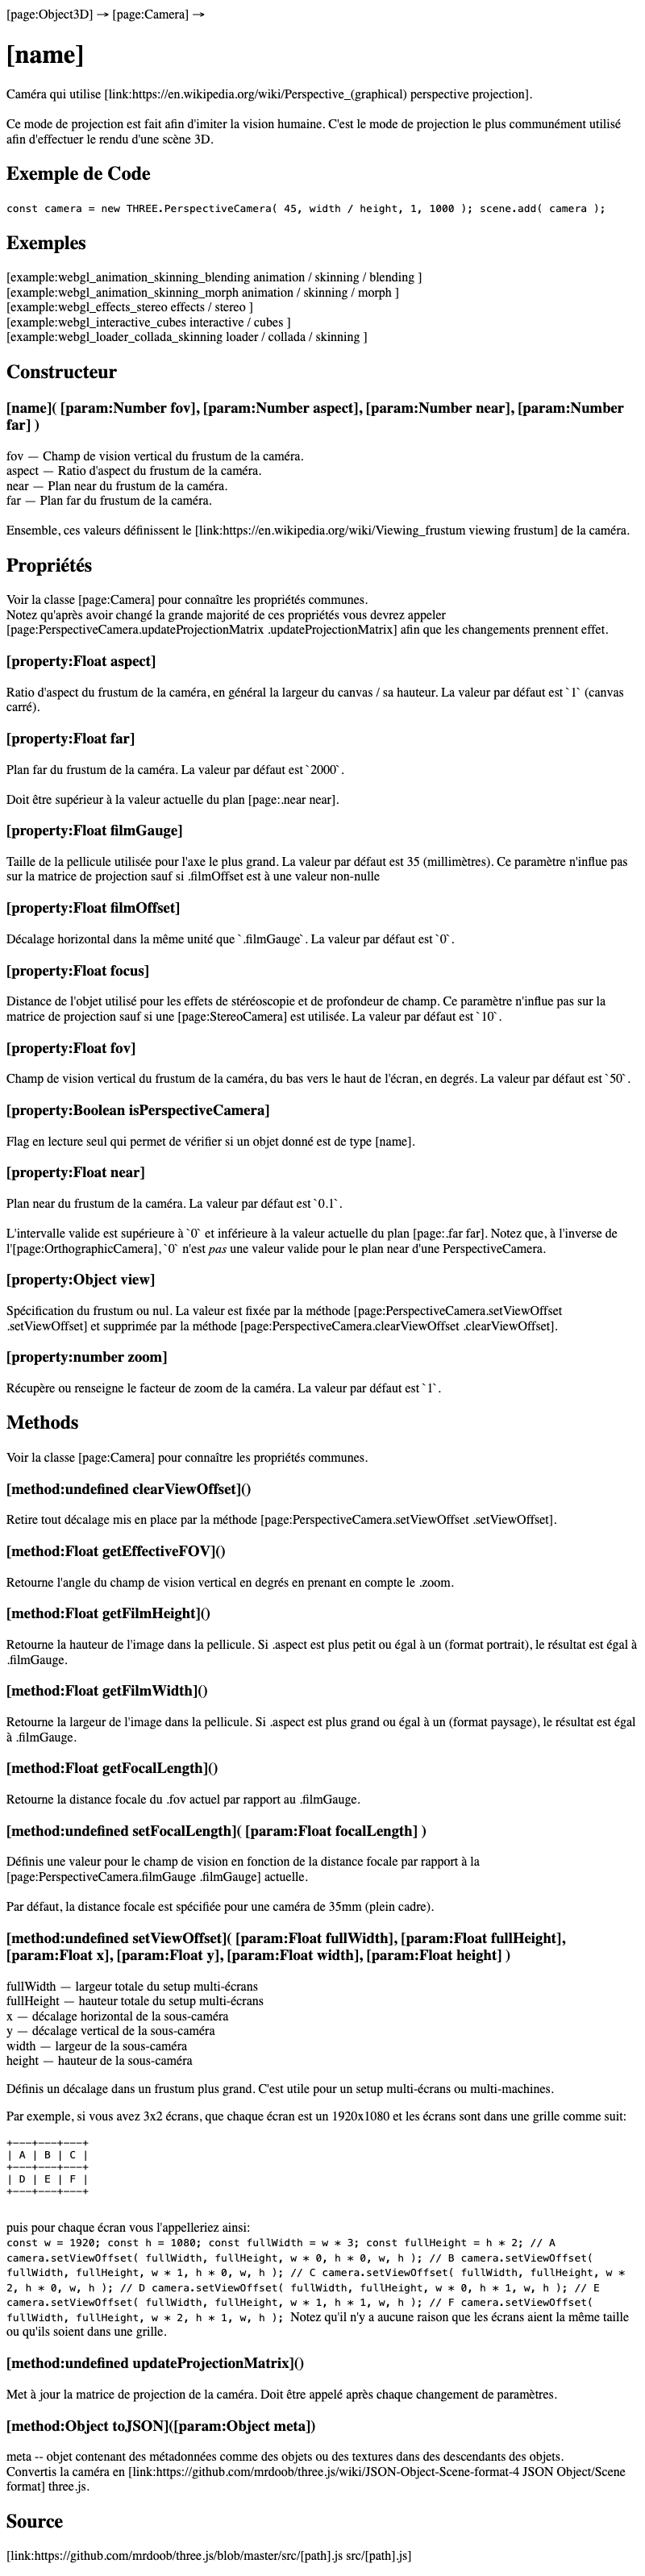 [page:Object3D] → [page:Camera] →
[name]
Caméra qui utilise [link:https://en.wikipedia.org/wiki/Perspective_(graphical) perspective projection].
Ce mode de projection est fait afin d'imiter la vision humaine. C'est le mode de projection le plus communément utilisé
afin d'effectuer le rendu d'une scène 3D.
Exemple de Code
const camera = new THREE.PerspectiveCamera( 45, width / height, 1, 1000 ); scene.add( camera );
Exemples
[example:webgl_animation_skinning_blending animation / skinning / blending ]
[example:webgl_animation_skinning_morph animation / skinning / morph ]
[example:webgl_effects_stereo effects / stereo ]
[example:webgl_interactive_cubes interactive / cubes ]
[example:webgl_loader_collada_skinning loader / collada / skinning ]
Constructeur
[name]( [param:Number fov], [param:Number aspect], [param:Number near], [param:Number
far] )
fov — Champ de vision vertical du frustum de la caméra.
aspect — Ratio d'aspect du frustum de la caméra.
near — Plan near du frustum de la caméra.
far — Plan far du frustum de la caméra.
Ensemble, ces valeurs définissent le [link:https://en.wikipedia.org/wiki/Viewing_frustum viewing frustum] de la caméra.
Propriétés
Voir la classe [page:Camera] pour connaître les propriétés communes.
Notez qu'après avoir changé la grande majorité de ces propriétés vous devrez appeler
[page:PerspectiveCamera.updateProjectionMatrix .updateProjectionMatrix] afin que les changements prennent effet.
[property:Float aspect]
Ratio d'aspect du frustum de la caméra, en général la largeur du canvas / sa hauteur. La valeur par défaut est `1` (canvas
carré).
[property:Float far]
Plan far du frustum de la caméra. La valeur par défaut est `2000`.
Doit être supérieur à la valeur actuelle du plan [page:.near near].
[property:Float filmGauge]
Taille de la pellicule utilisée pour l'axe le plus grand. La valeur par défaut est 35 (millimètres). Ce paramètre n'influe pas
sur la matrice de projection sauf si .filmOffset est à une valeur non-nulle
[property:Float filmOffset]
Décalage horizontal dans la même unité que `.filmGauge`. La valeur par défaut est `0`.
[property:Float focus]
Distance de l'objet utilisé pour les effets de stéréoscopie et de profondeur de champ. Ce paramètre n'influe pas sur la
matrice de projection sauf si une [page:StereoCamera] est utilisée. La valeur par défaut est `10`.
[property:Float fov]
Champ de vision vertical du frustum de la caméra, du bas vers le haut de l'écran, en degrés. La valeur par défaut est `50`.
[property:Boolean isPerspectiveCamera]
Flag en lecture seul qui permet de vérifier si un objet donné est de type [name].
[property:Float near]
Plan near du frustum de la caméra. La valeur par défaut est `0.1`.
L'intervalle valide est supérieure à `0` et inférieure à la valeur actuelle du plan [page:.far far]. Notez que, à l'inverse de
l'[page:OrthographicCamera], `0` n'est pas une valeur valide pour le plan near d'une PerspectiveCamera.
[property:Object view]
Spécification du frustum ou nul. La valeur est fixée par la méthode [page:PerspectiveCamera.setViewOffset
.setViewOffset] et supprimée par la méthode [page:PerspectiveCamera.clearViewOffset .clearViewOffset].
[property:number zoom]
Récupère ou renseigne le facteur de zoom de la caméra. La valeur par défaut est `1`.
Methods
Voir la classe [page:Camera] pour connaître les propriétés communes.
[method:undefined clearViewOffset]()
Retire tout décalage mis en place par la méthode [page:PerspectiveCamera.setViewOffset .setViewOffset].
[method:Float getEffectiveFOV]()
Retourne l'angle du champ de vision vertical en degrés en prenant en compte le .zoom.
[method:Float getFilmHeight]()
Retourne la hauteur de l'image dans la pellicule. Si .aspect est plus petit ou égal à un (format portrait), le résultat est égal à
.filmGauge.
[method:Float getFilmWidth]()
Retourne la largeur de l'image dans la pellicule. Si .aspect est plus grand ou égal à un (format paysage), le résultat est égal
à .filmGauge.
[method:Float getFocalLength]()
Retourne la distance focale du .fov actuel par rapport au .filmGauge.
[method:undefined setFocalLength]( [param:Float focalLength] )
Définis une valeur pour le champ de vision en fonction de la distance focale par rapport à la
[page:PerspectiveCamera.filmGauge .filmGauge] actuelle.
Par défaut, la distance focale est spécifiée pour une caméra de 35mm (plein cadre).
[method:undefined setViewOffset]( [param:Float fullWidth], [param:Float fullHeight],
[param:Float x], [param:Float y], [param:Float width], [param:Float height] )
fullWidth — largeur totale du setup multi-écrans
fullHeight — hauteur totale du setup multi-écrans
x — décalage horizontal de la sous-caméra
y — décalage vertical de la sous-caméra
width — largeur de la sous-caméra
height — hauteur de la sous-caméra
Définis un décalage dans un frustum plus grand. C'est utile pour un setup multi-écrans ou multi-machines.
Par exemple, si vous avez 3x2 écrans, que chaque écran est un 1920x1080 et les écrans sont dans une grille comme suit:
+---+---+---+
| A | B | C |
+---+---+---+
| D | E | F |
+---+---+---+
puis pour chaque écran vous l'appelleriez ainsi:
const w = 1920; const h = 1080; const fullWidth = w * 3; const fullHeight = h * 2; // A
camera.setViewOffset( fullWidth, fullHeight, w * 0, h * 0, w, h ); // B camera.setViewOffset(
fullWidth, fullHeight, w * 1, h * 0, w, h ); // C camera.setViewOffset( fullWidth, fullHeight, w *
2, h * 0, w, h ); // D camera.setViewOffset( fullWidth, fullHeight, w * 0, h * 1, w, h ); // E
camera.setViewOffset( fullWidth, fullHeight, w * 1, h * 1, w, h ); // F camera.setViewOffset(
fullWidth, fullHeight, w * 2, h * 1, w, h ); Notez qu'il n'y a aucune raison que les écrans aient la même taille
ou qu'ils soient dans une grille.
[method:undefined updateProjectionMatrix]()
Met à jour la matrice de projection de la caméra. Doit être appelé après chaque changement de paramètres.
[method:Object toJSON]([param:Object meta])
meta -- objet contenant des métadonnées comme des objets ou des textures dans des descendants des objets.
Convertis la caméra en [link:https://github.com/mrdoob/three.js/wiki/JSON-Object-Scene-format-4 JSON Object/Scene
format] three.js.
Source
[link:https://github.com/mrdoob/three.js/blob/master/src/[path].js src/[path].js]